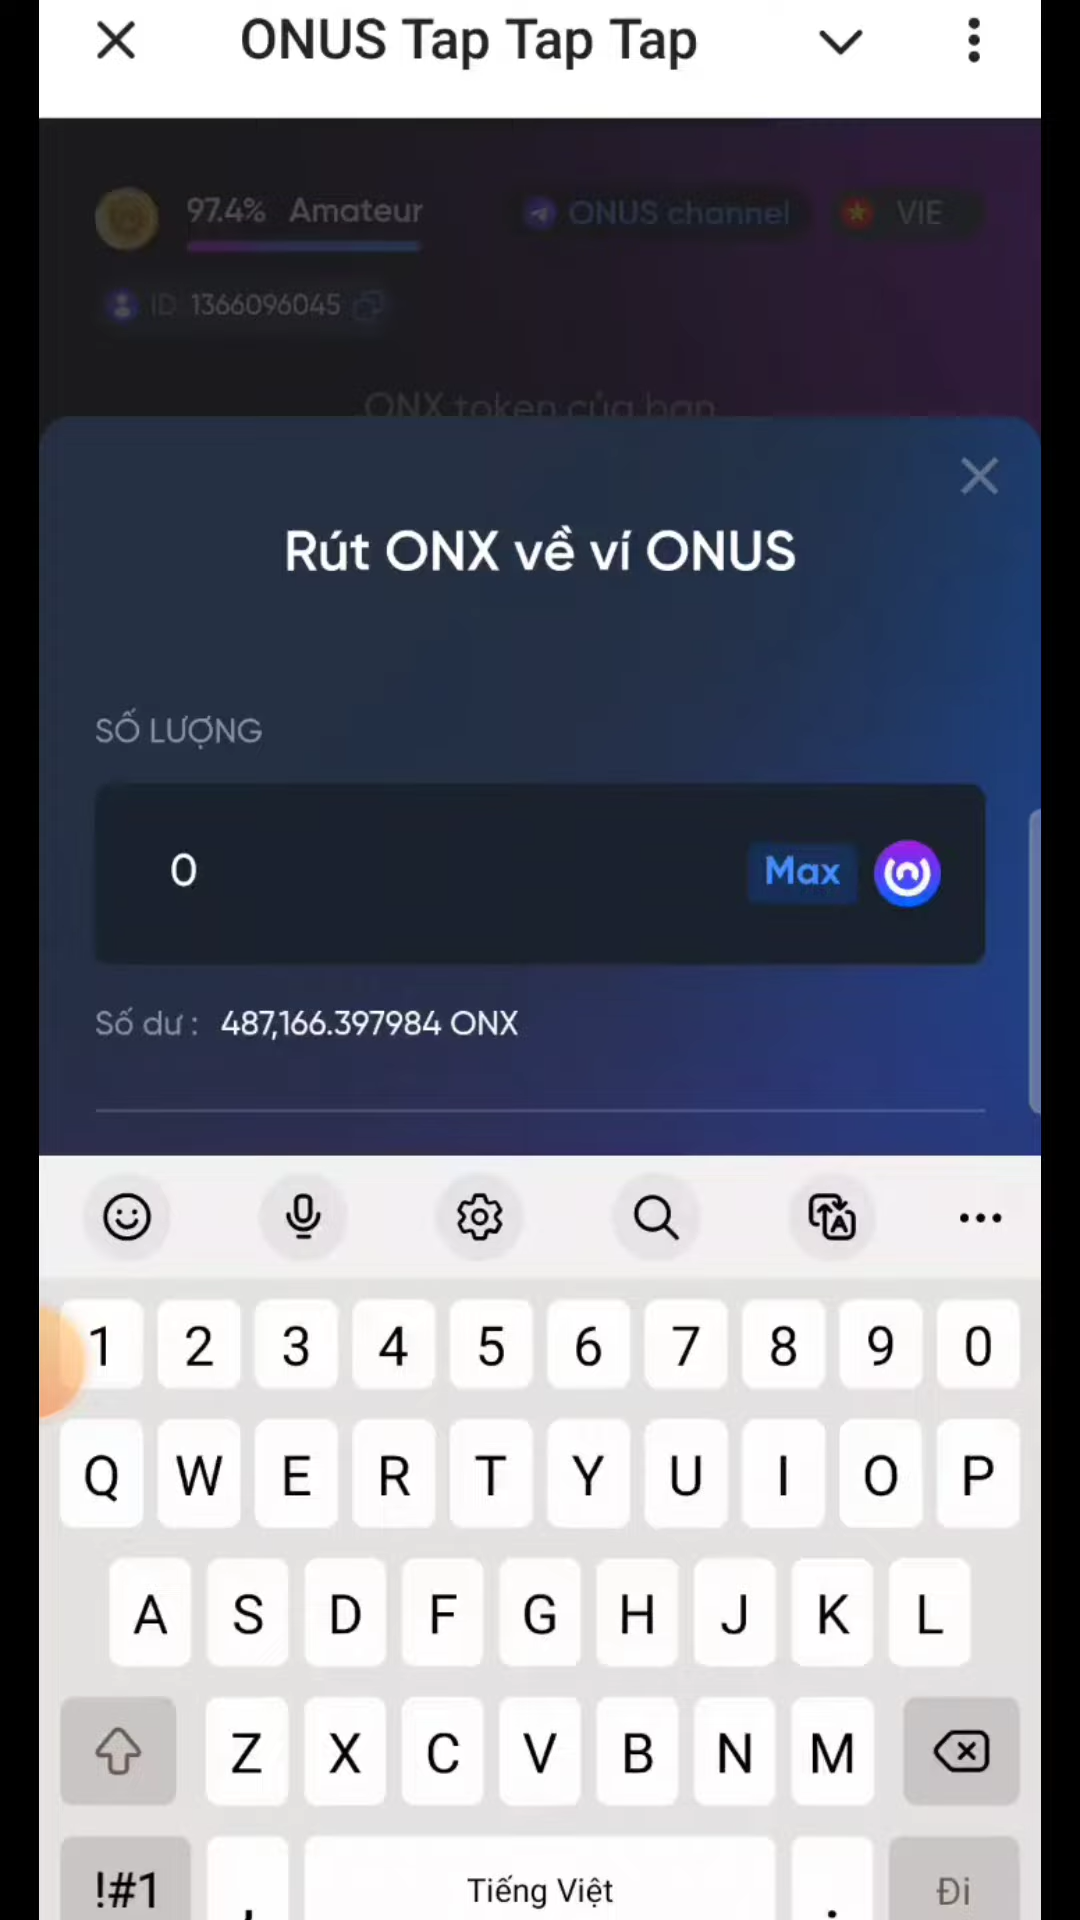 ONUS Tap Tap Tap
97.4% Amateur
ONUS channel
VIE
ID 1366096045
ONX token của bạn
Rút ONX về ví ONUS
SỐ LƯỢNG
0
Max
Số dư : 487,166.397984 ONX
1 2 3 4 5 6 7 8 9 0
Q W E R T Y U I O P
A S D F G H J K L
Z X C V B N M
!#1 , Tiếng Việt . Đi